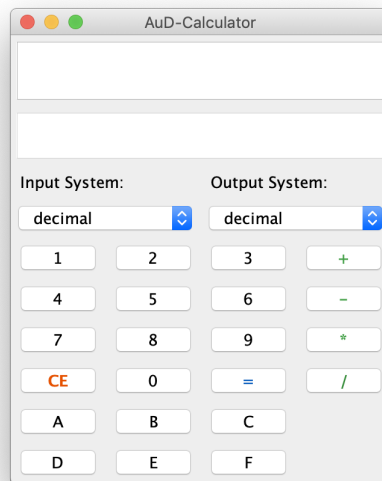 AuD-Calculator
Input System: Output System:
decimal decimal
1 2 3 +
4 5 6 -
7 8 9 *
CE 0 = /
A B C
D E F